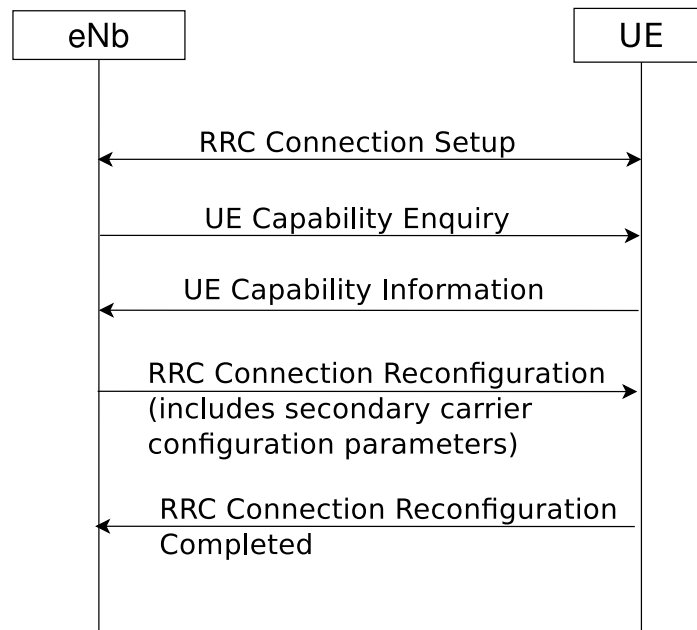 eNb
UE
RRC Connection Setup
UE Capability Enquiry
UE Capability Information
RRC Connection Reconfiguration
(includes secondary carrier
configuration parameters)
RRC Connection Reconfiguration
Completed